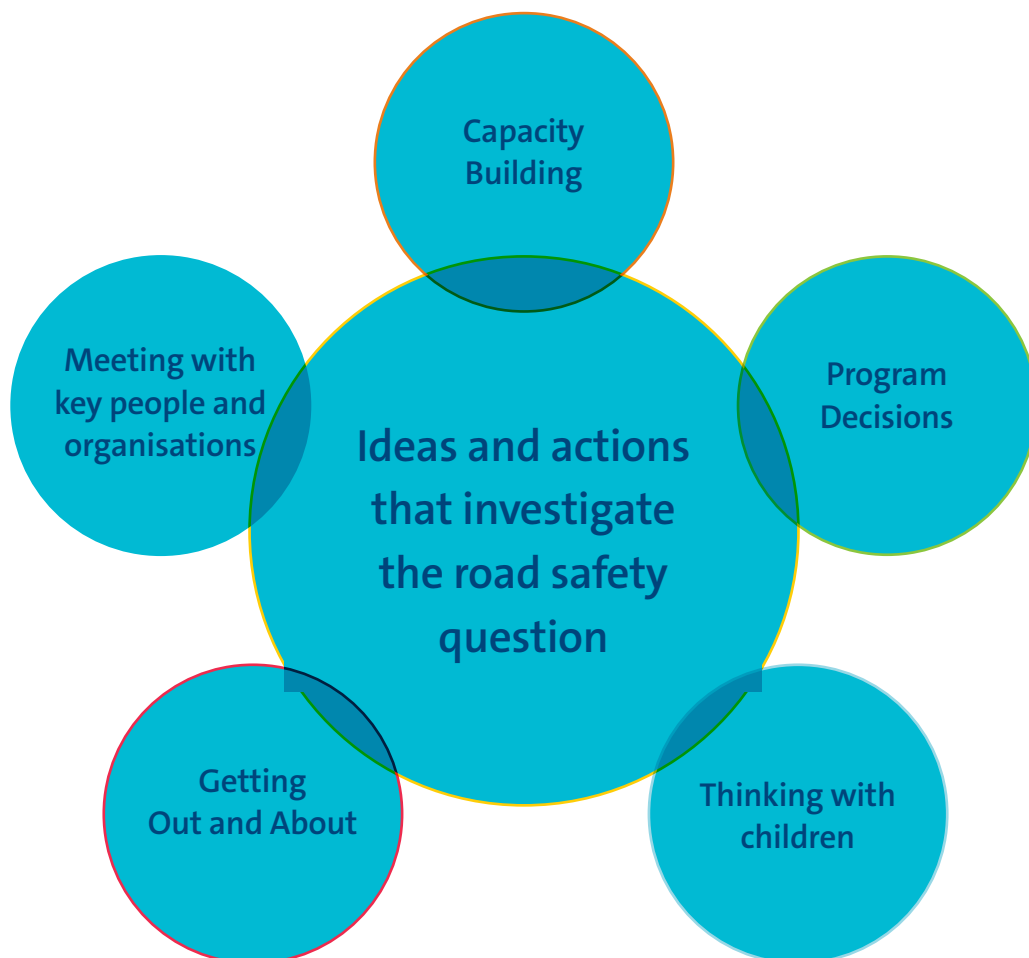 Capacity
Building
Meeting with
key people and
organisations
Program
Decisions
Ideas and actions
that investigate
the road safety
question
Getting
Out and About
Thinking with
children